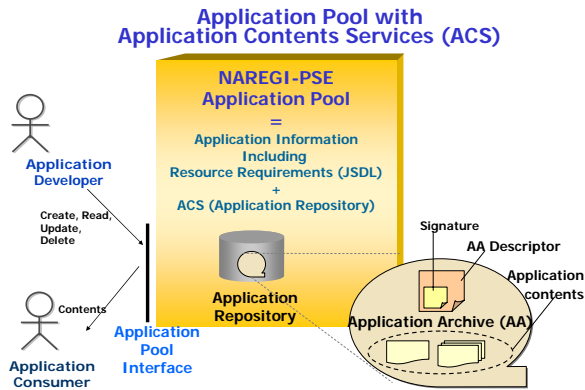 Application Pool with
Application Contents Services (ACS)
NAREGI-PSE
Application Pool
=
Application Information
Including
Resource Requirements (JSDL)
+
ACS (Application Repository)
Application
Developer
Create, Read,
Update,
Delete
Contents
Application
Consumer
Application
Pool
Interface
Application
Repository
Signature
AA Descriptor
Application
contents
Application Archive (AA)